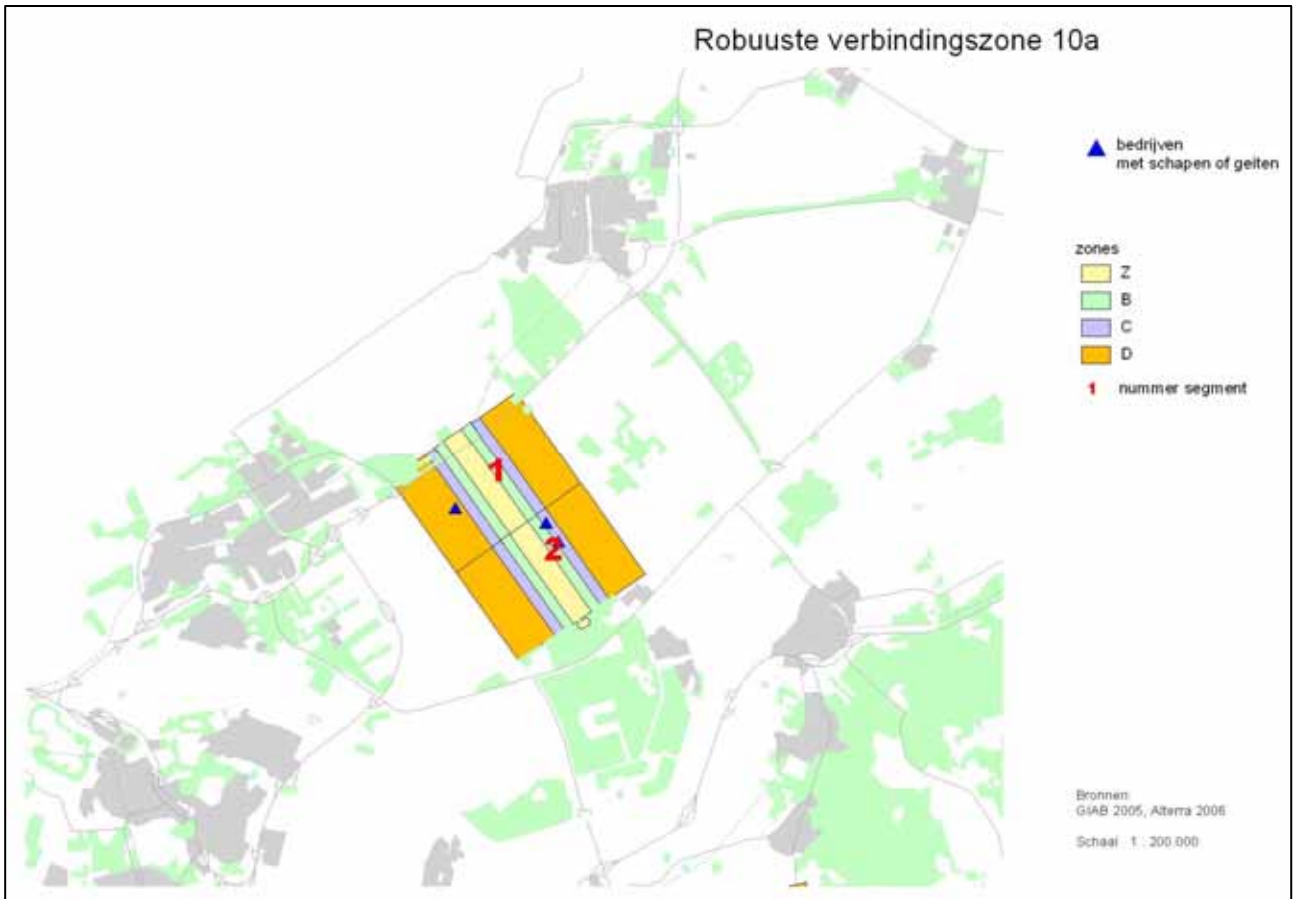 Robuuste verbindingszone 10a
bedrijven
met schapen of geiten
zones
Z
B
C
D
1 nummer segment
1
2
Bronnen:
GIAB 2005, Alterra 2006
Schaal 1 : 200.000